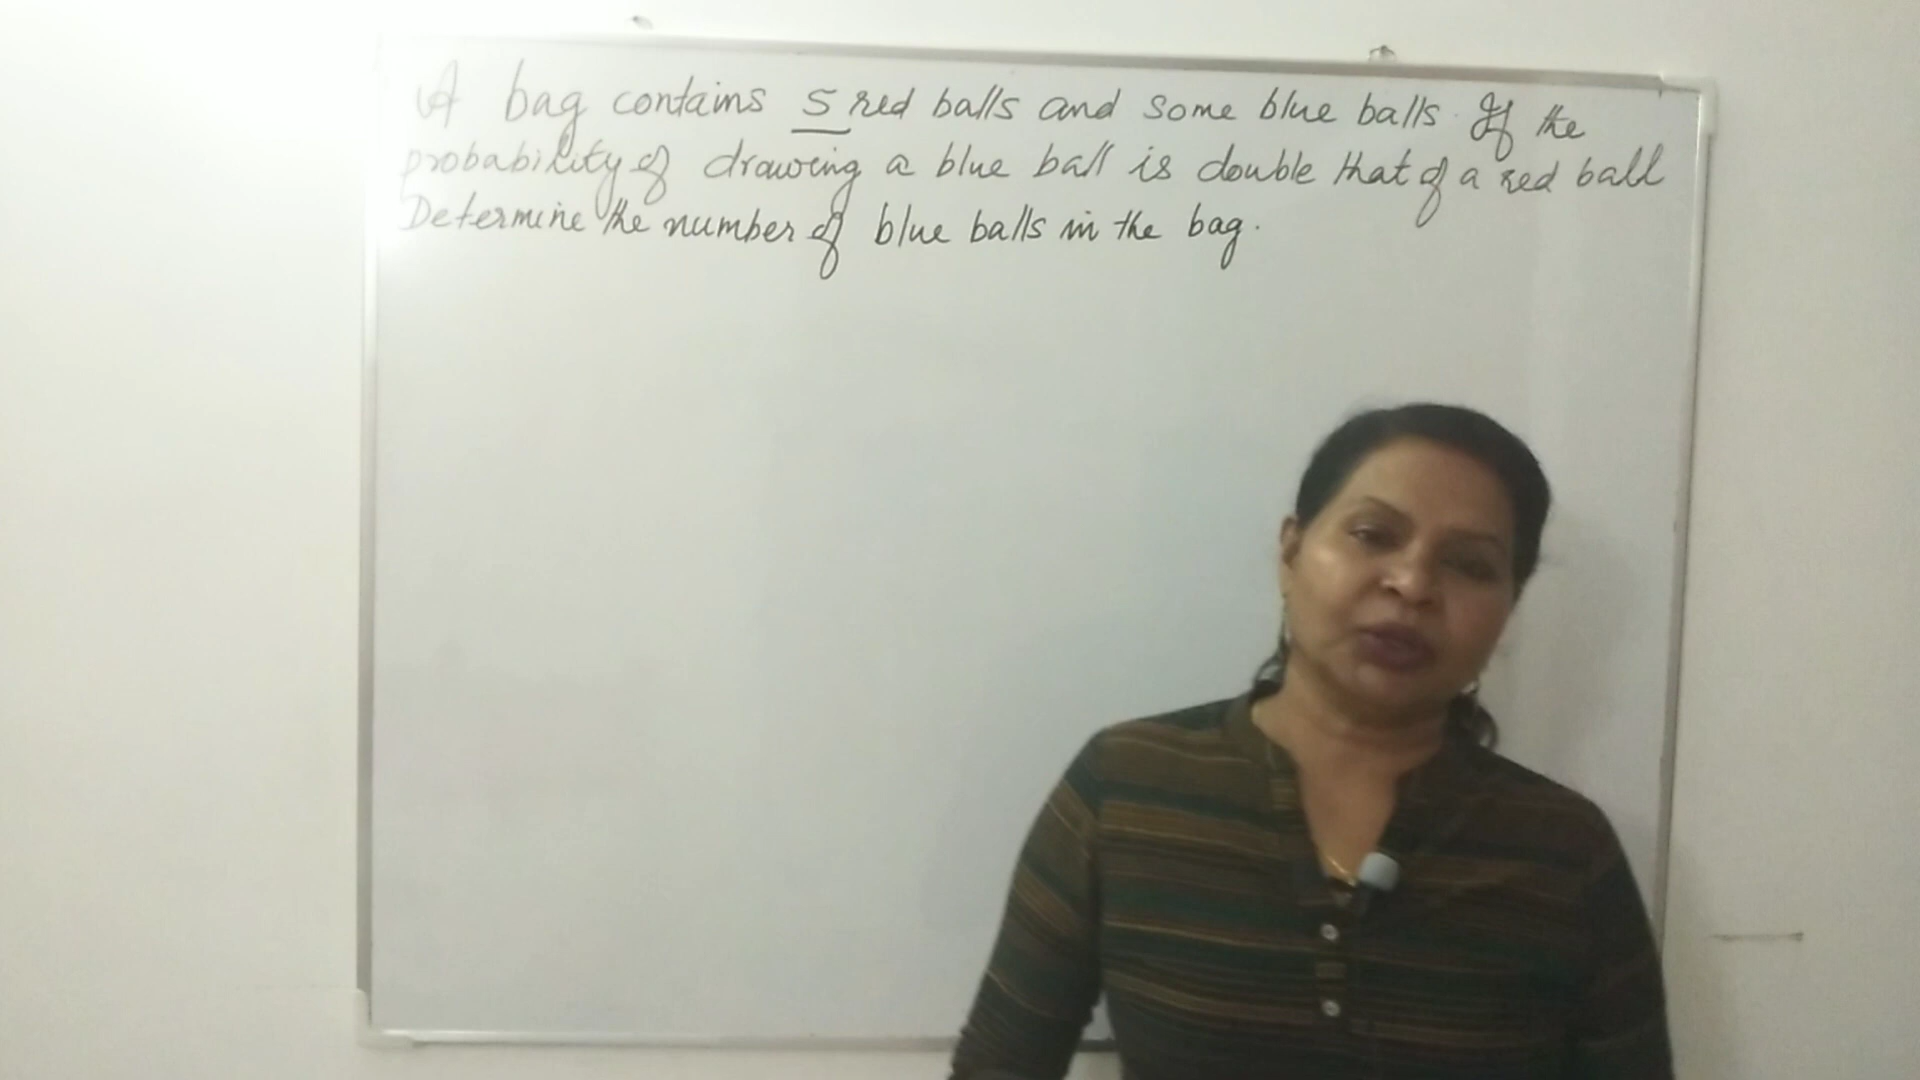 A bag contains 5 red balls and some blue balls. If the
probability of drawing a blue ball is double that of a red ball
Determine the number of blue balls in the bag.